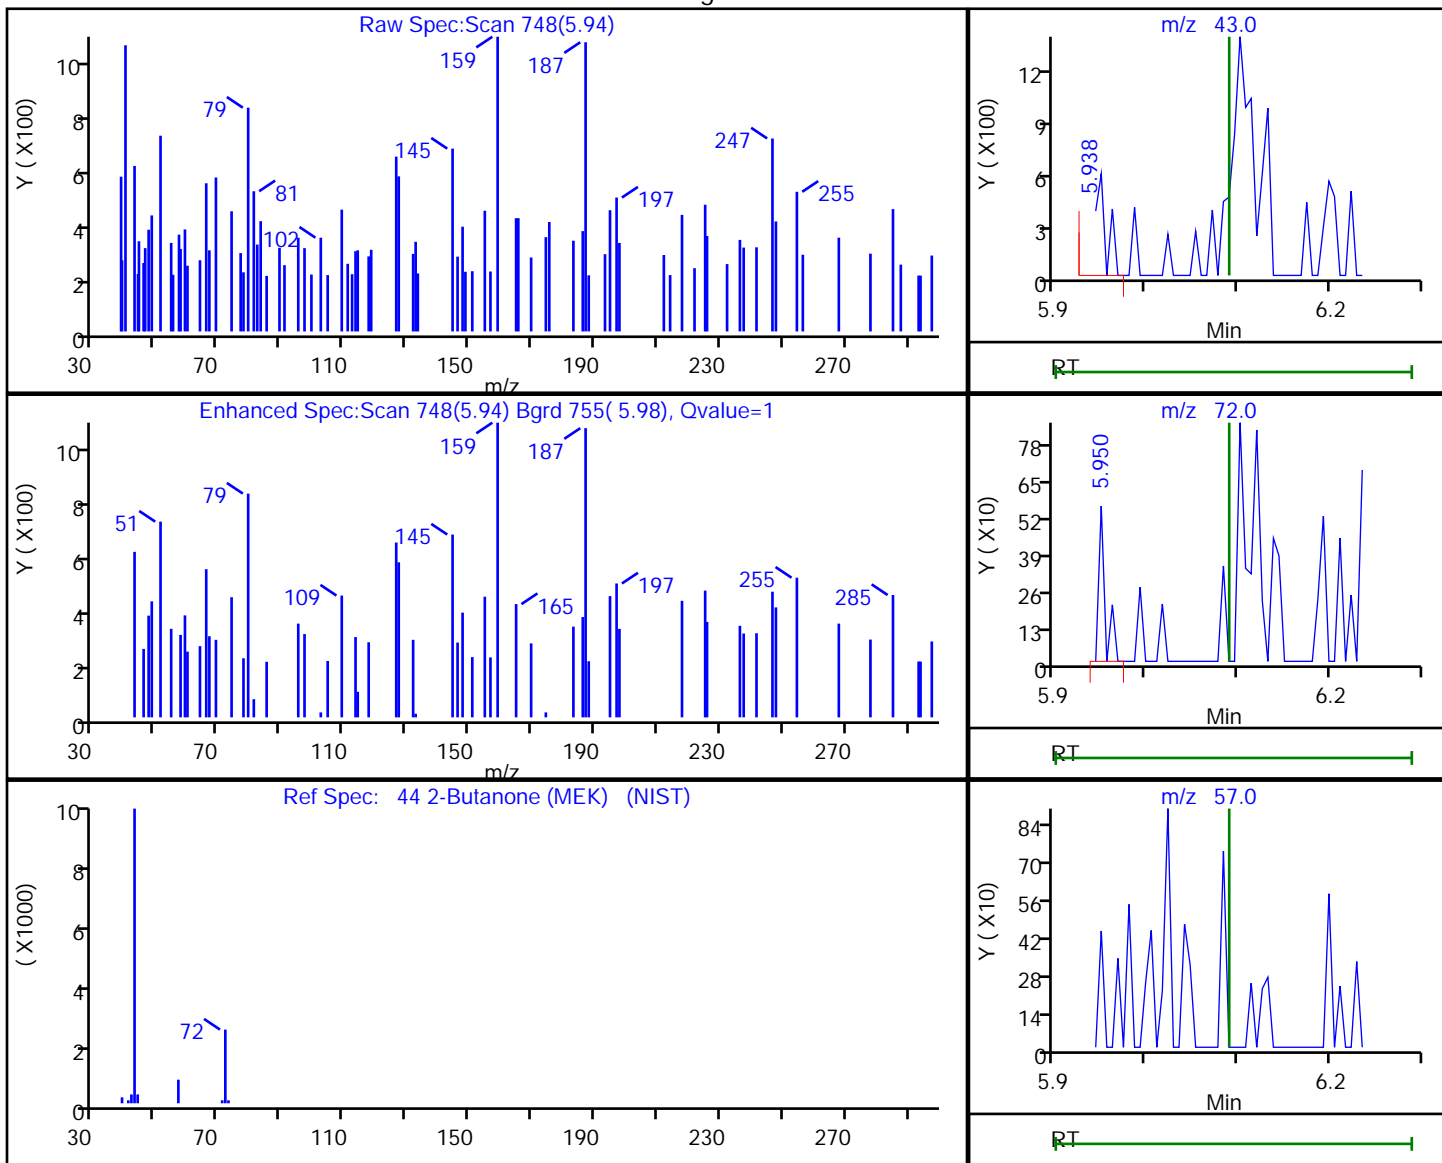 Raw Spec:Scan 748(5.94)
Y ( X100)
10
8
6
4
2
0
79
81
102
145
159
187
197
247
255
30 70 110 150 190 230 270
m/z
m/z 43.0
Y ( X100)
12
9
6
3
0
5.938
5.9 6.2
Min
RT
Enhanced Spec:Scan 748(5.94) Bgrd 755( 5.98), Qvalue=1
Y ( X100)
10
8
6
4
2
0
51
79
109
145
159
187
165
197
255
285
30 70 110 150 190 230 270
m/z
m/z 72.0
Y ( X10)
78
65
52
39
26
13
0
5.950
5.9 6.2
Min
RT
Ref Spec: 44 2-Butanone (MEK) (NIST)
( X1000)
10
8
6
4
2
0
72
30 70 110 150 190 230 270
m/z 57.0
Y ( X10)
84
70
56
42
28
14
0
5.9 6.2
Min
RT